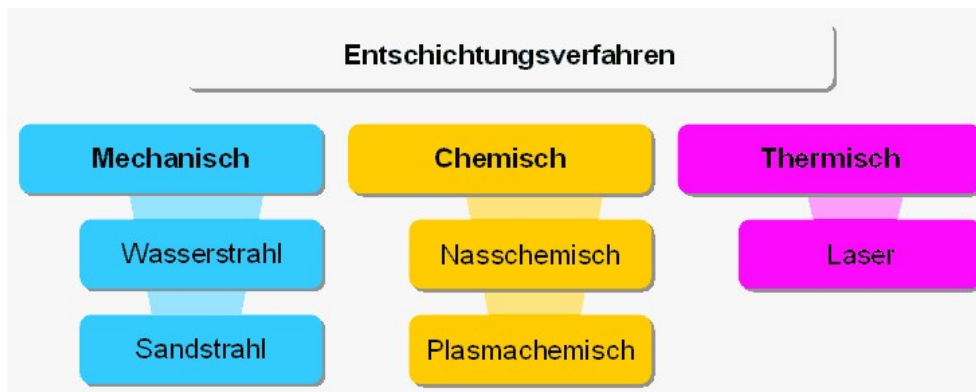 Entschichtungsverfahren
Mechanisch
Chemisch
Thermisch
Wasserstrahl
Nasschemisch
Laser
Sandstrahl
Plasmachemisch